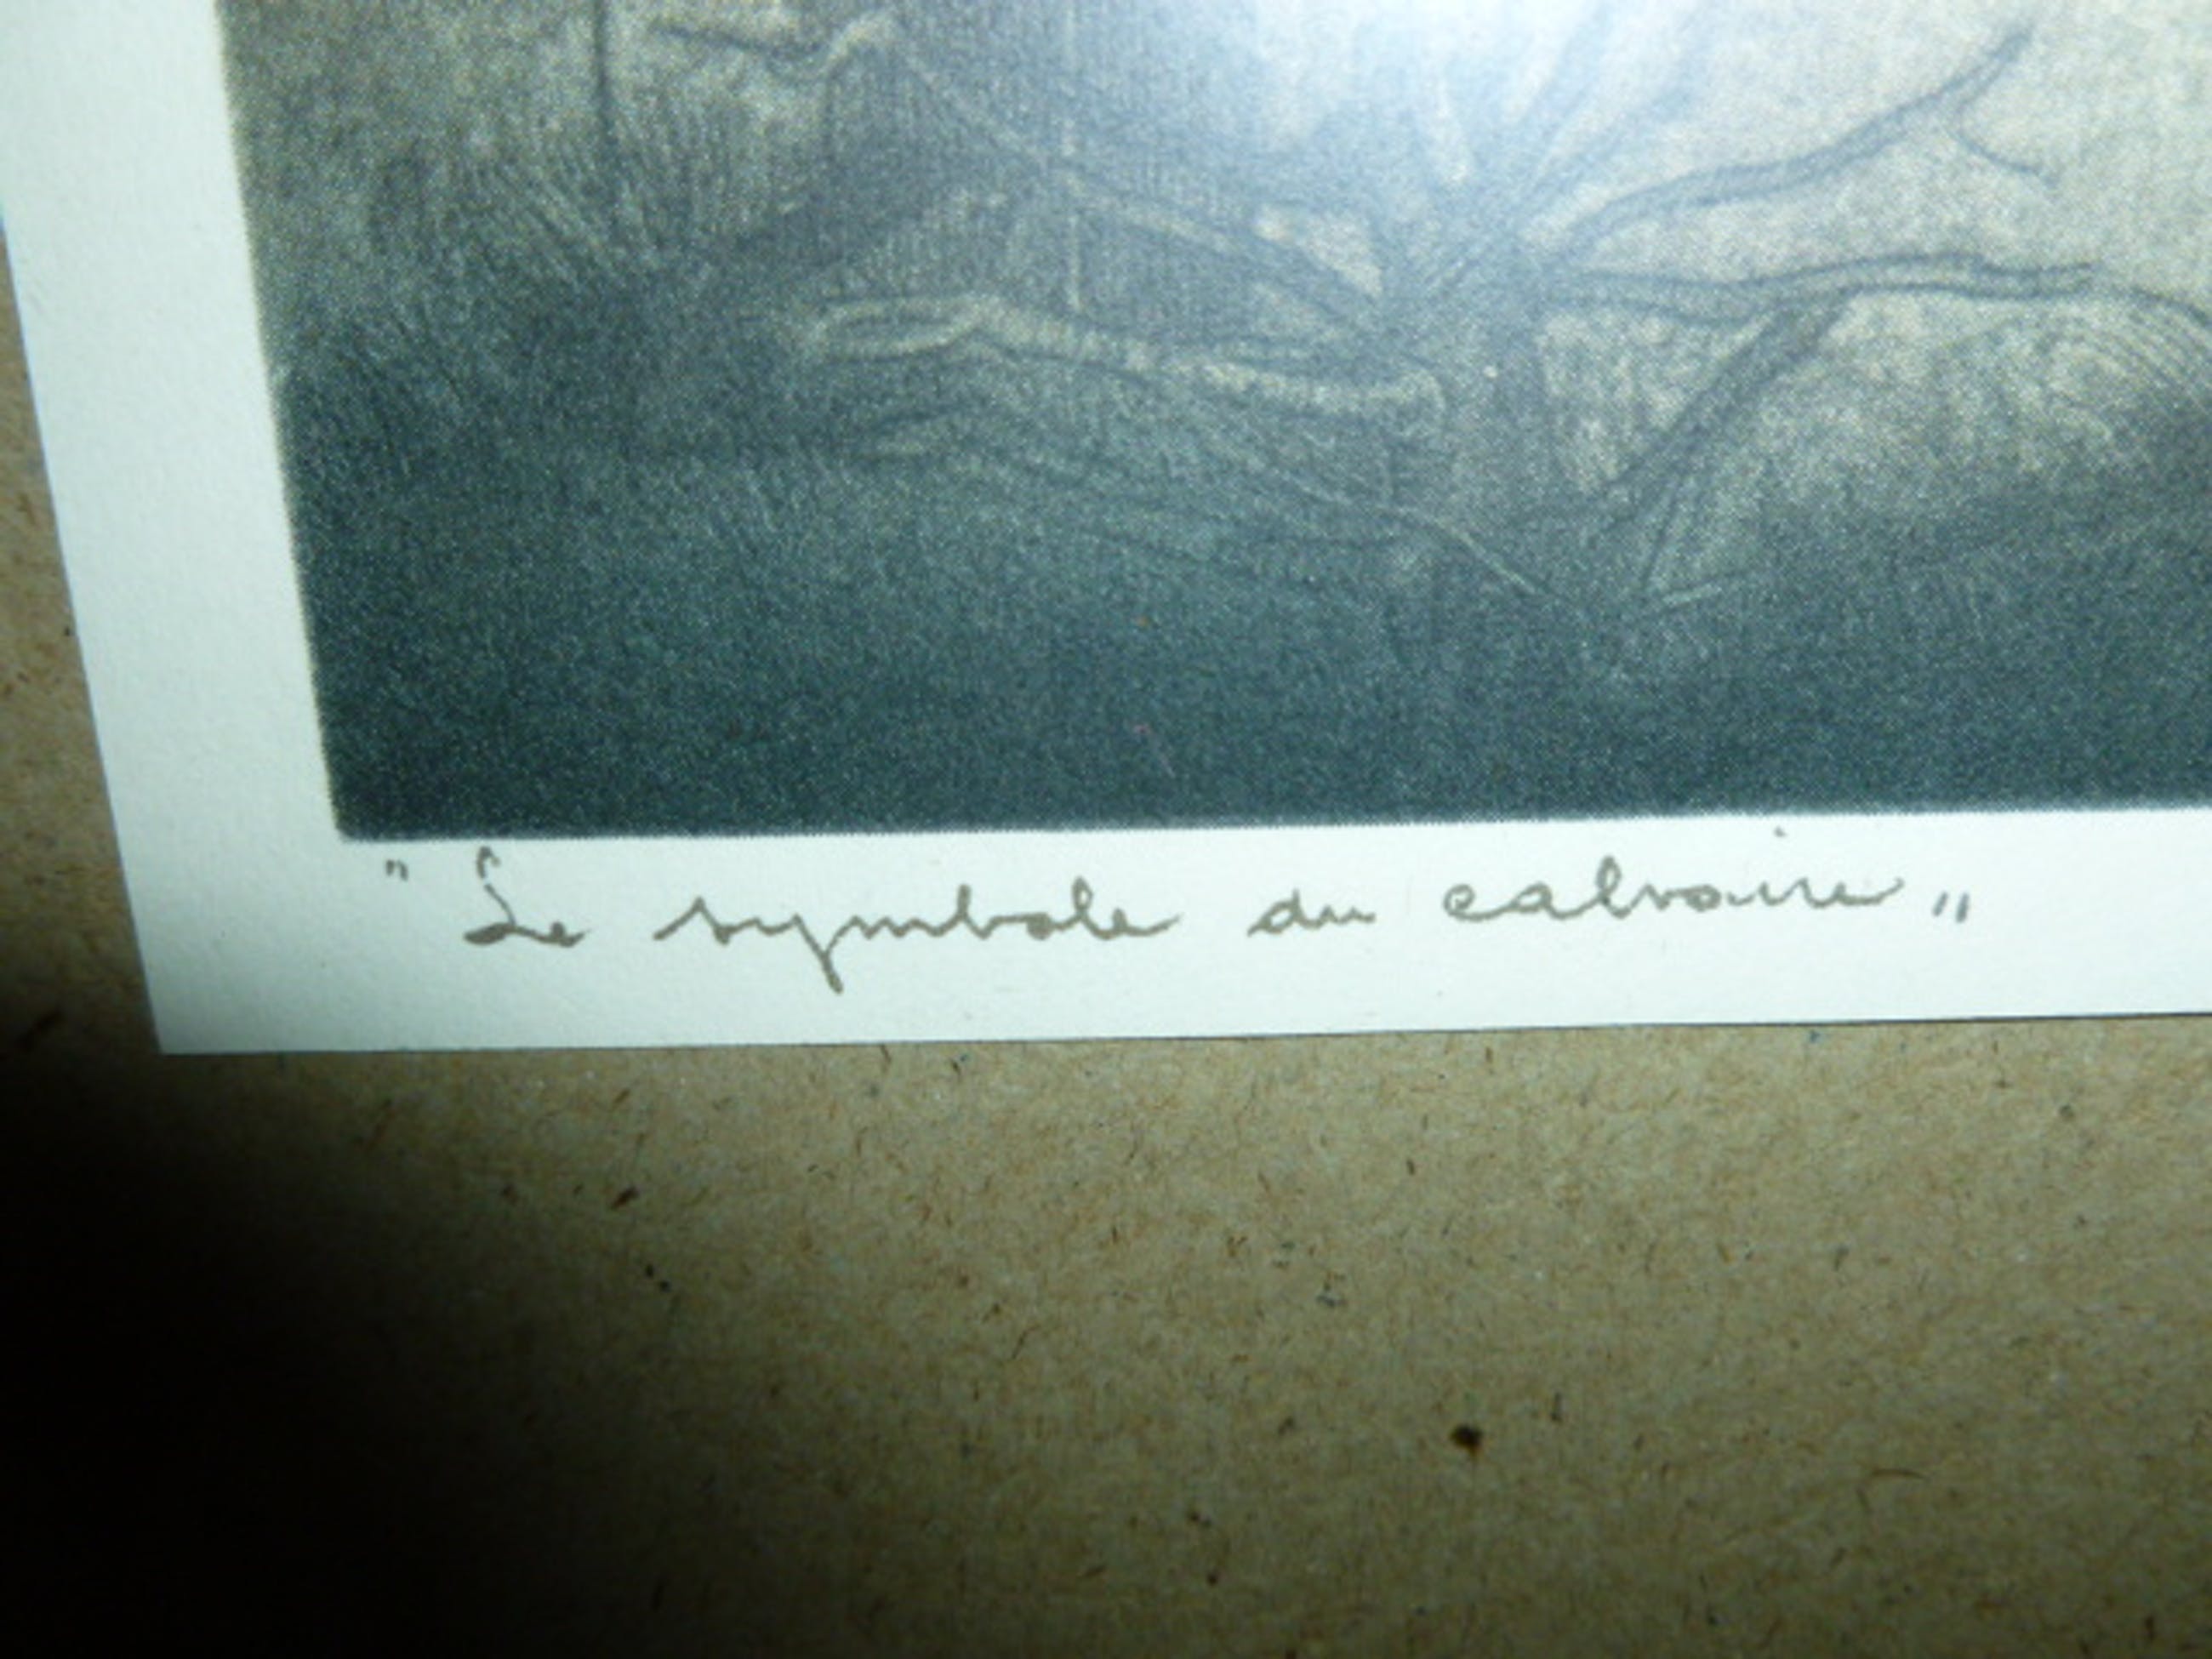 " Le symbole du calvaire "